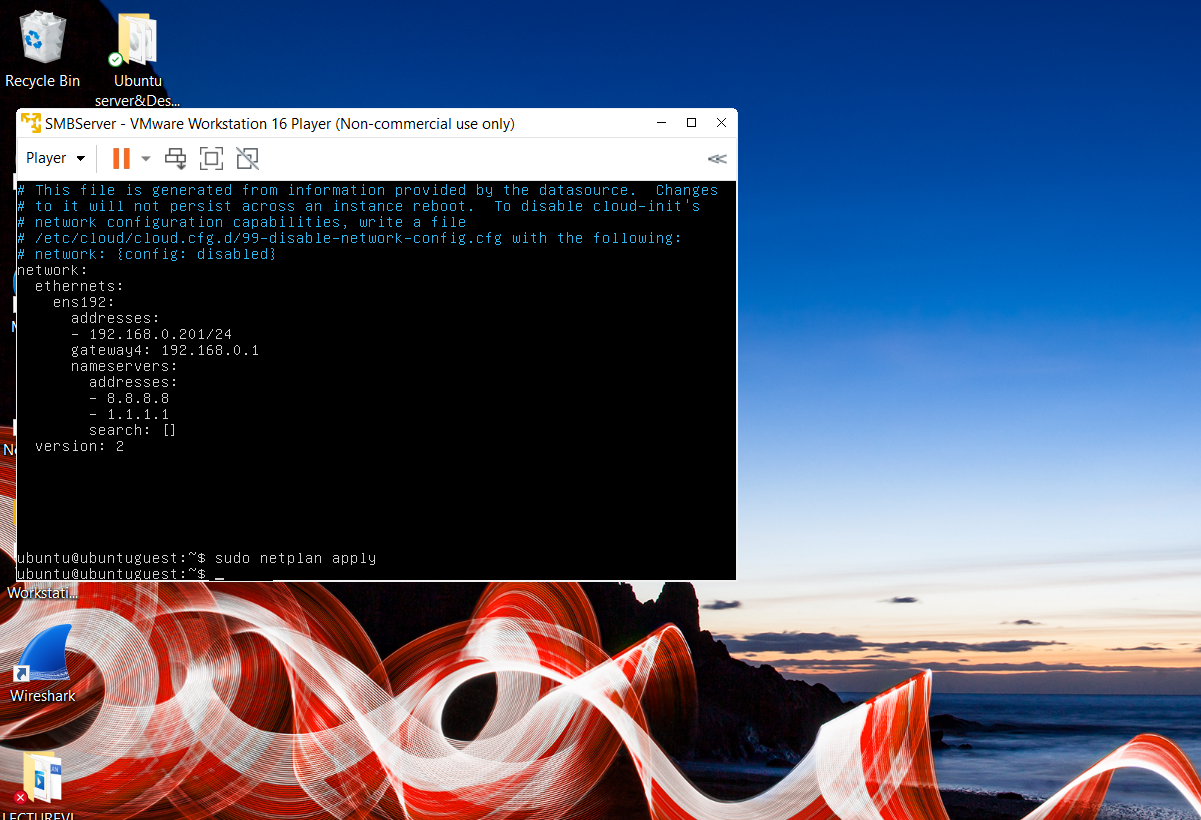 Recycle Bin
Ubuntu
server&Des...
SMBServer - VMware Workstation 16 Player (Non-commercial use only)
Player
# This file is generated from information provided by the datasource.  Changes
# to it will not persist across an instance reboot.  To disable cloud-init's
# network configuration capabilities, write a file
# /etc/cloud/cloud.cfg.d/99-disable-network-config.cfg with the following:
# network: {config: disabled}
network:
  ethernets:
    ens192:
      addresses:
      - 192.168.0.201/24
      gateway4: 192.168.0.1
      nameservers:
        addresses:
        - 8.8.8.8
        - 1.1.1.1
        search: []
  version: 2
ubuntu@ubuntuguest:~$ sudo netplan apply
ubuntu@ubuntuguest:~$ _
Workstati...
Wireshark